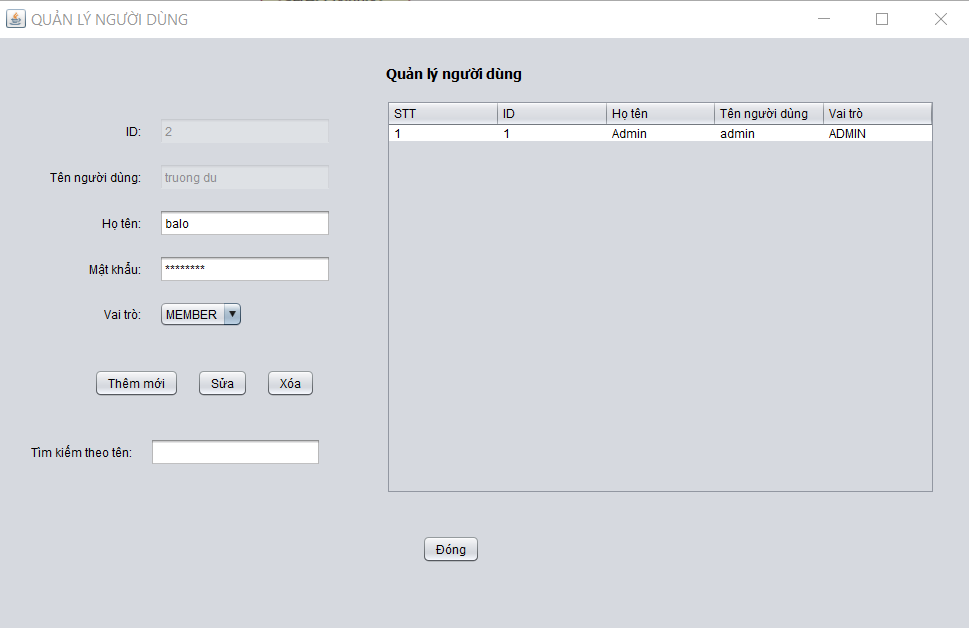 QUẢN LÝ NGƯỜI DÙNG
Quản lý người dùng
ID: 2
Tên người dùng: truong du
Họ tên: balo
Mật khẩu: ********
Vai trò: MEMBER
Thêm mới Sửa Xóa
Tìm kiếm theo tên:
STT ID Họ tên Tên người dùng Vai trò
1 1 Admin admin ADMIN
Đóng